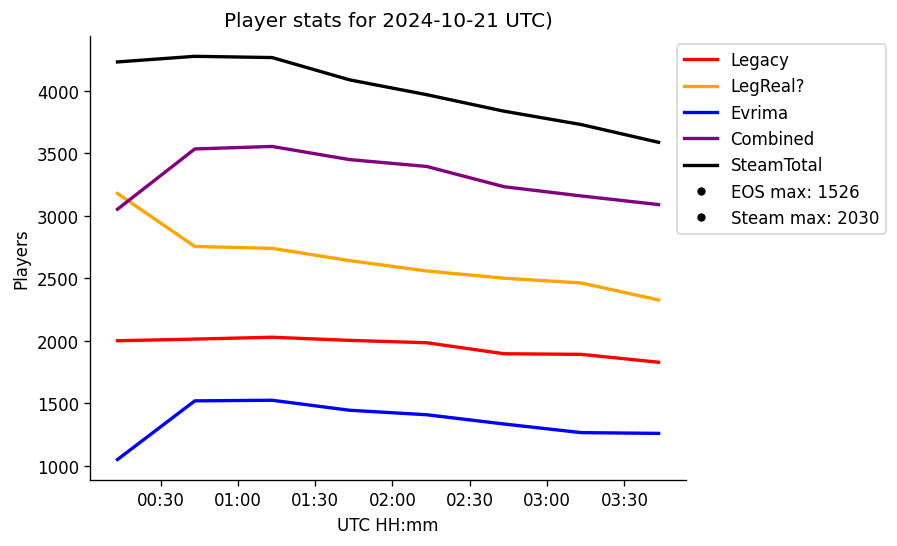 Player stats for 2024-10-21 UTC)
Legacy
LegReal?
Evrima
Combined
SteamTotal
EOS max: 1526
Steam max: 2030
Players
4000
3500
3000
2500
2000
1500
1000
00:30 01:00 01:30 02:00 02:30 03:00 03:30
UTC HH:mm